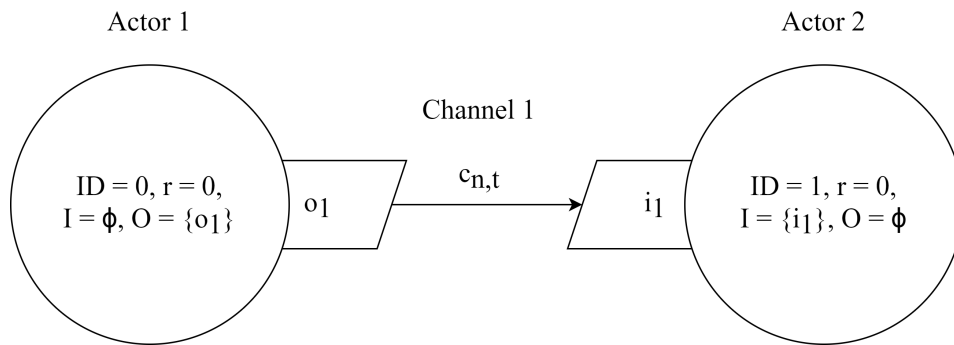 Actor 1
Actor 2
Channel 1
ID = 0, r = 0,
I = ϕ, O = {o1}
o1
cn,t
i1
ID = 1, r = 0,
I = {i1}, O = ϕ